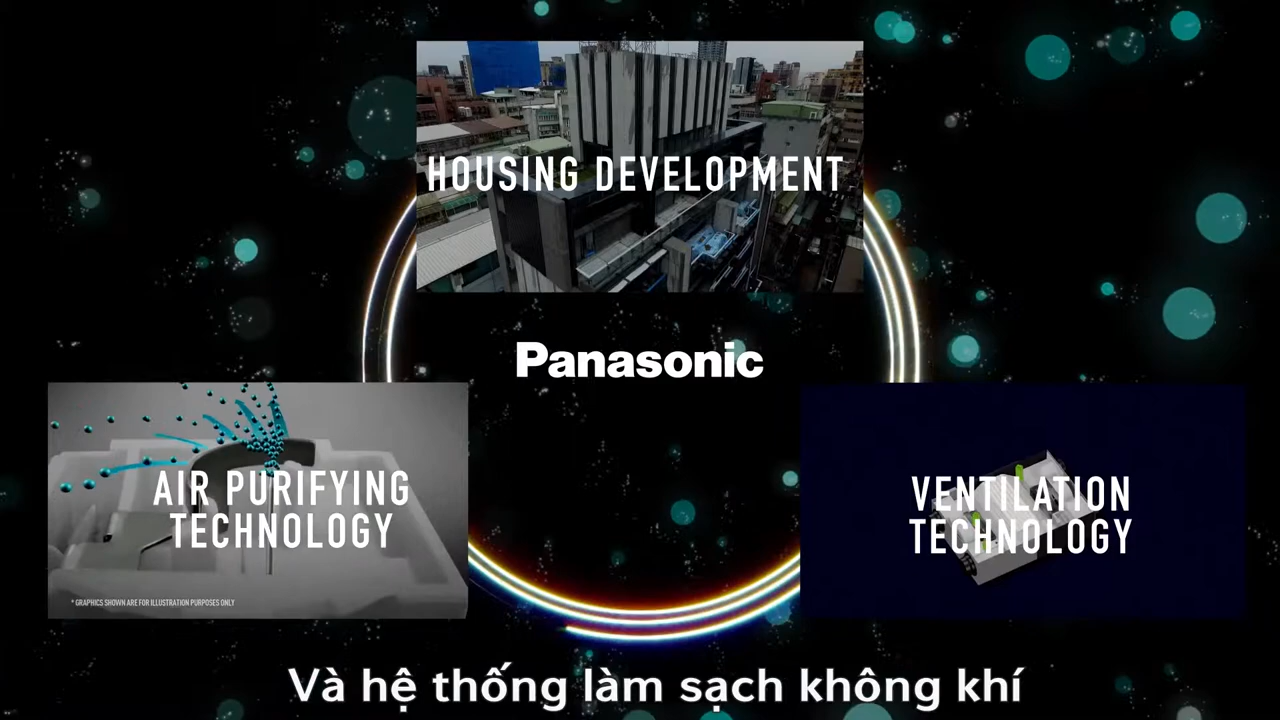 HOUSING DEVELOPMENT
Panasonic
AIR PURIFYING
TECHNOLOGY
* GRAPHICS SHOWN ARE FOR ILLUSTRATION PURPOSES ONLY
VENTILATION
TECHNOLOGY
Và hệ thống làm sạch không khí